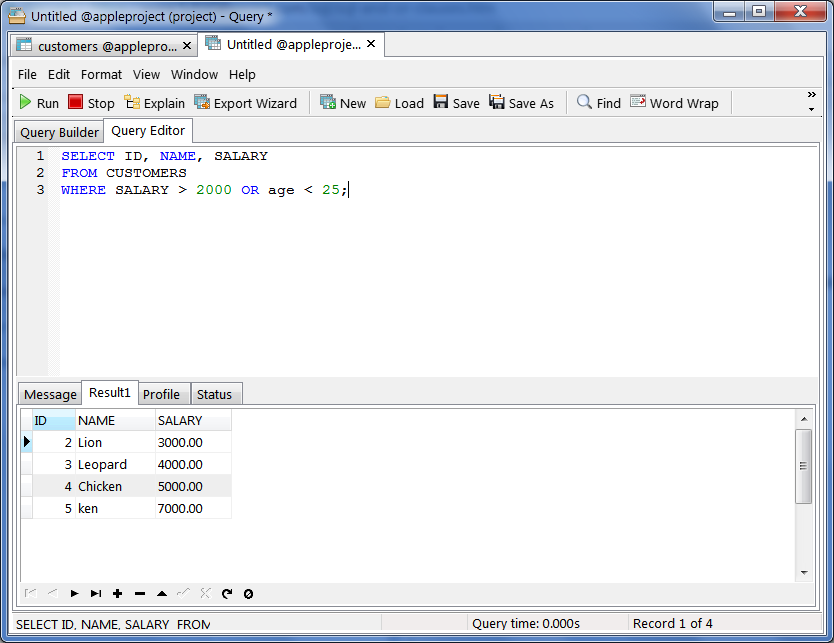 Untitled @appleproject (project) - Query *
customers @applepro... Untitled @appleproje...
File Edit Format View Window Help
Run Stop Explain Export Wizard New Load Save Save As Find Word Wrap
Query Builder Query Editor
1 SELECT ID, NAME, SALARY
2 FROM CUSTOMERS
3 WHERE SALARY > 2000 OR age < 25;
Message Result1 Profile Status
ID NAME SALARY
2 Lion 3000.00
3 Leopard 4000.00
4 Chicken 5000.00
5 ken 7000.00
SELECT ID, NAME, SALARY FROM Query time: 0.000s Record 1 of 4